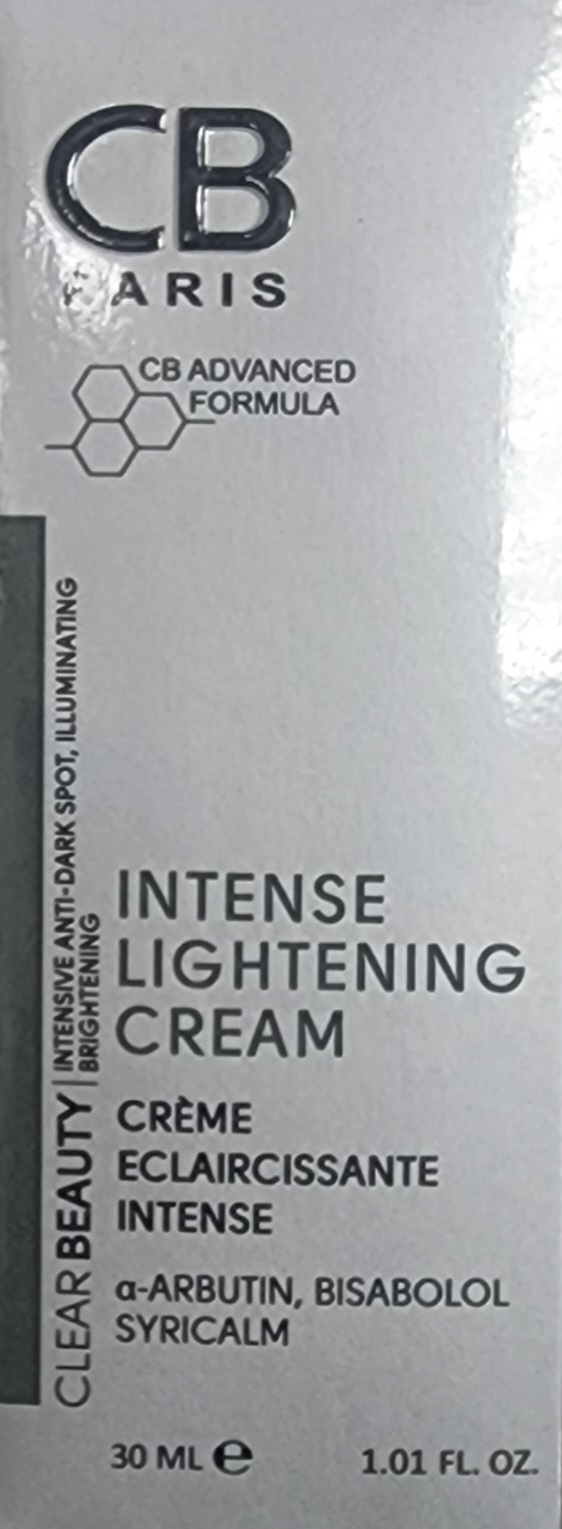 CB
PARIS
CB ADVANCED
FORMULA
CLEAR BEAUTY
INTENSIVE ANTI-DARK SPOT, ILLUMINATING
BRIGHTENING
INTENSE
LIGHTENING
CREAM
CRÈME
ECLAIRCISSANTE
INTENSE
α-ARBUTIN, BISABOLOL
SYRICALM
30 ML ℮
1.01 FL. OZ.